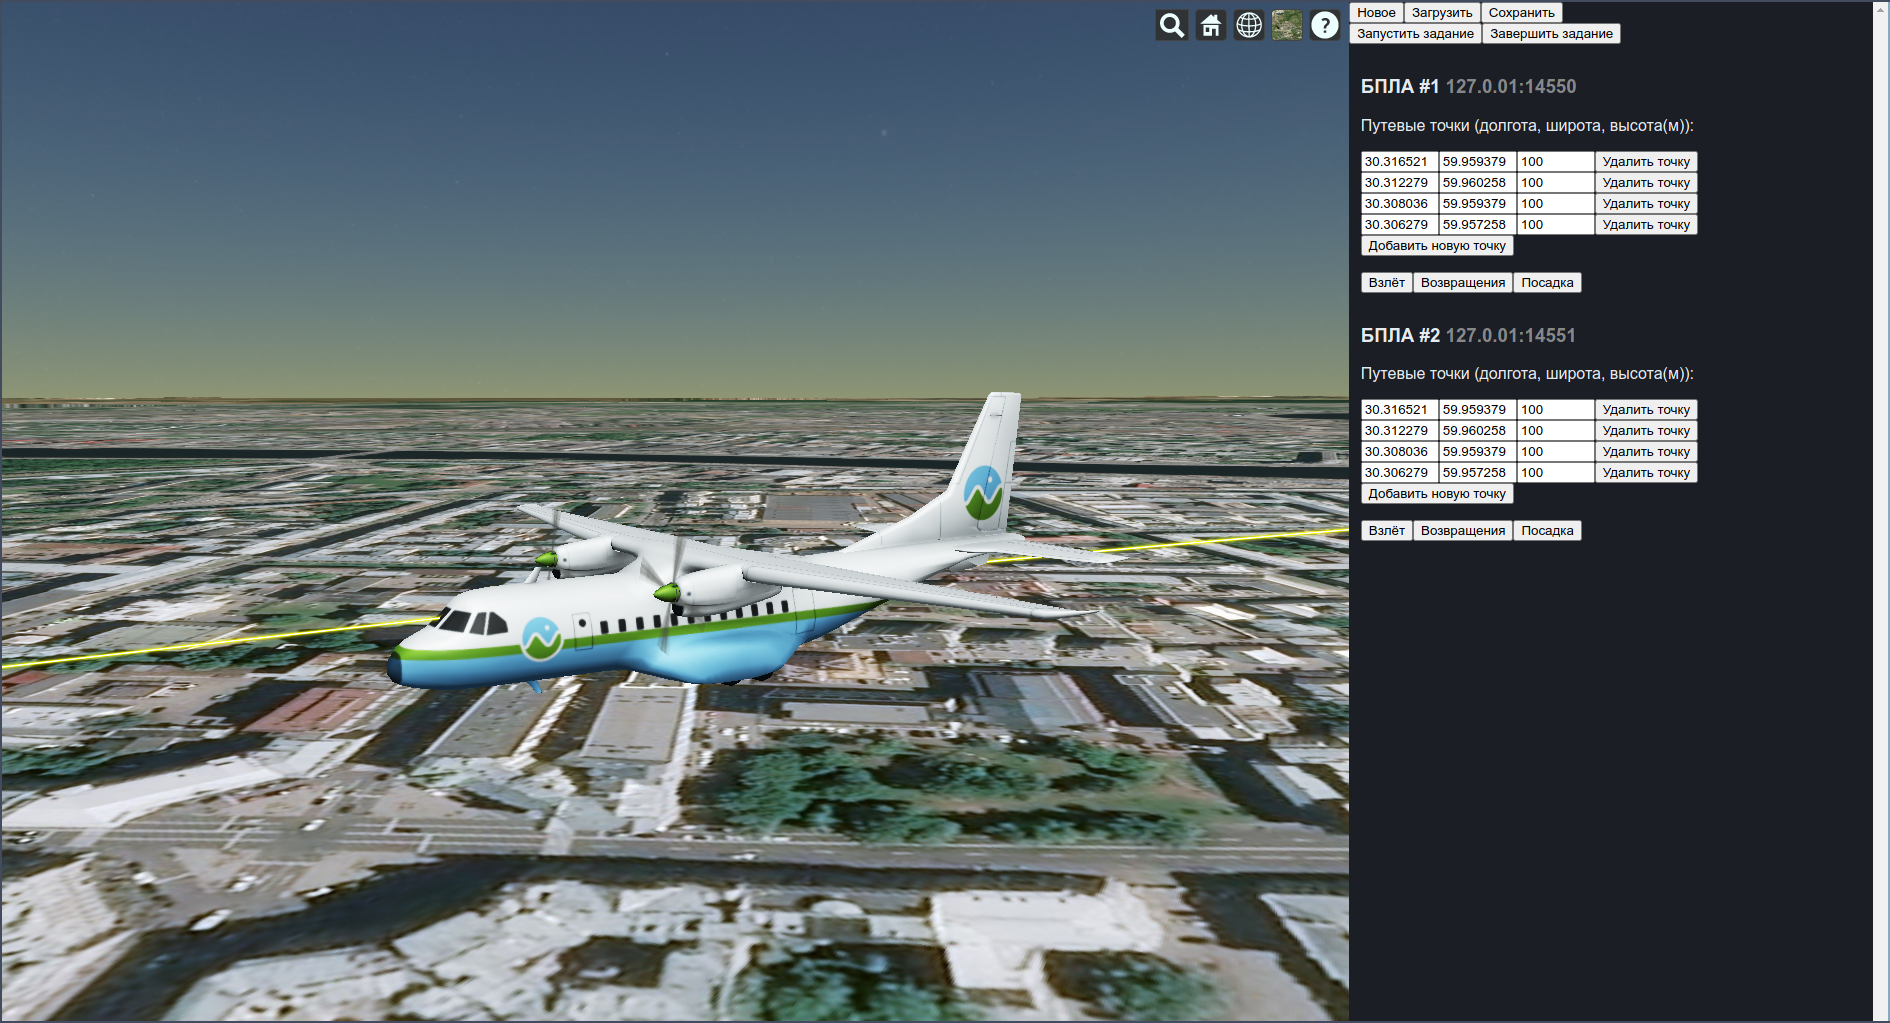 Новое Загрузить Сохранить
Запустить задание Завершить задание
БПЛА #1 127.0.01:14550
Путевые точки (долгота, широта, высота(м)):
30.316521 59.959379 100 Удалить точку
30.312279 59.960258 100 Удалить точку
30.308036 59.959379 100 Удалить точку
30.306279 59.957258 100 Удалить точку
Добавить новую точку
Взлёт Возвращения Посадка
БПЛА #2 127.0.01:14551
Путевые точки (долгота, широта, высота(м)):
30.316521 59.959379 100 Удалить точку
30.312279 59.960258 100 Удалить точку
30.308036 59.959379 100 Удалить точку
30.306279 59.957258 100 Удалить точку
Добавить новую точку
Взлёт Возвращения Посадка